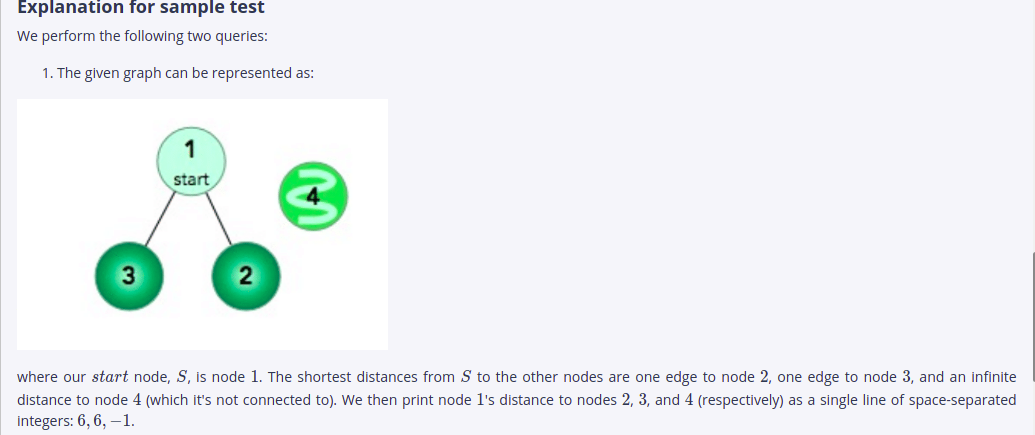 Explanation for sample test
We perform the following two queries:
1. The given graph can be represented as:
1
start
4
3
2
where our start node, S, is node 1. The shortest distances from S to the other nodes are one edge to node 2, one edge to node 3, and an infinite
distance to node 4 (which it's not connected to). We then print node 1's distance to nodes 2, 3, and 4 (respectively) as a single line of space-separated
integers: 6, 6, −1.